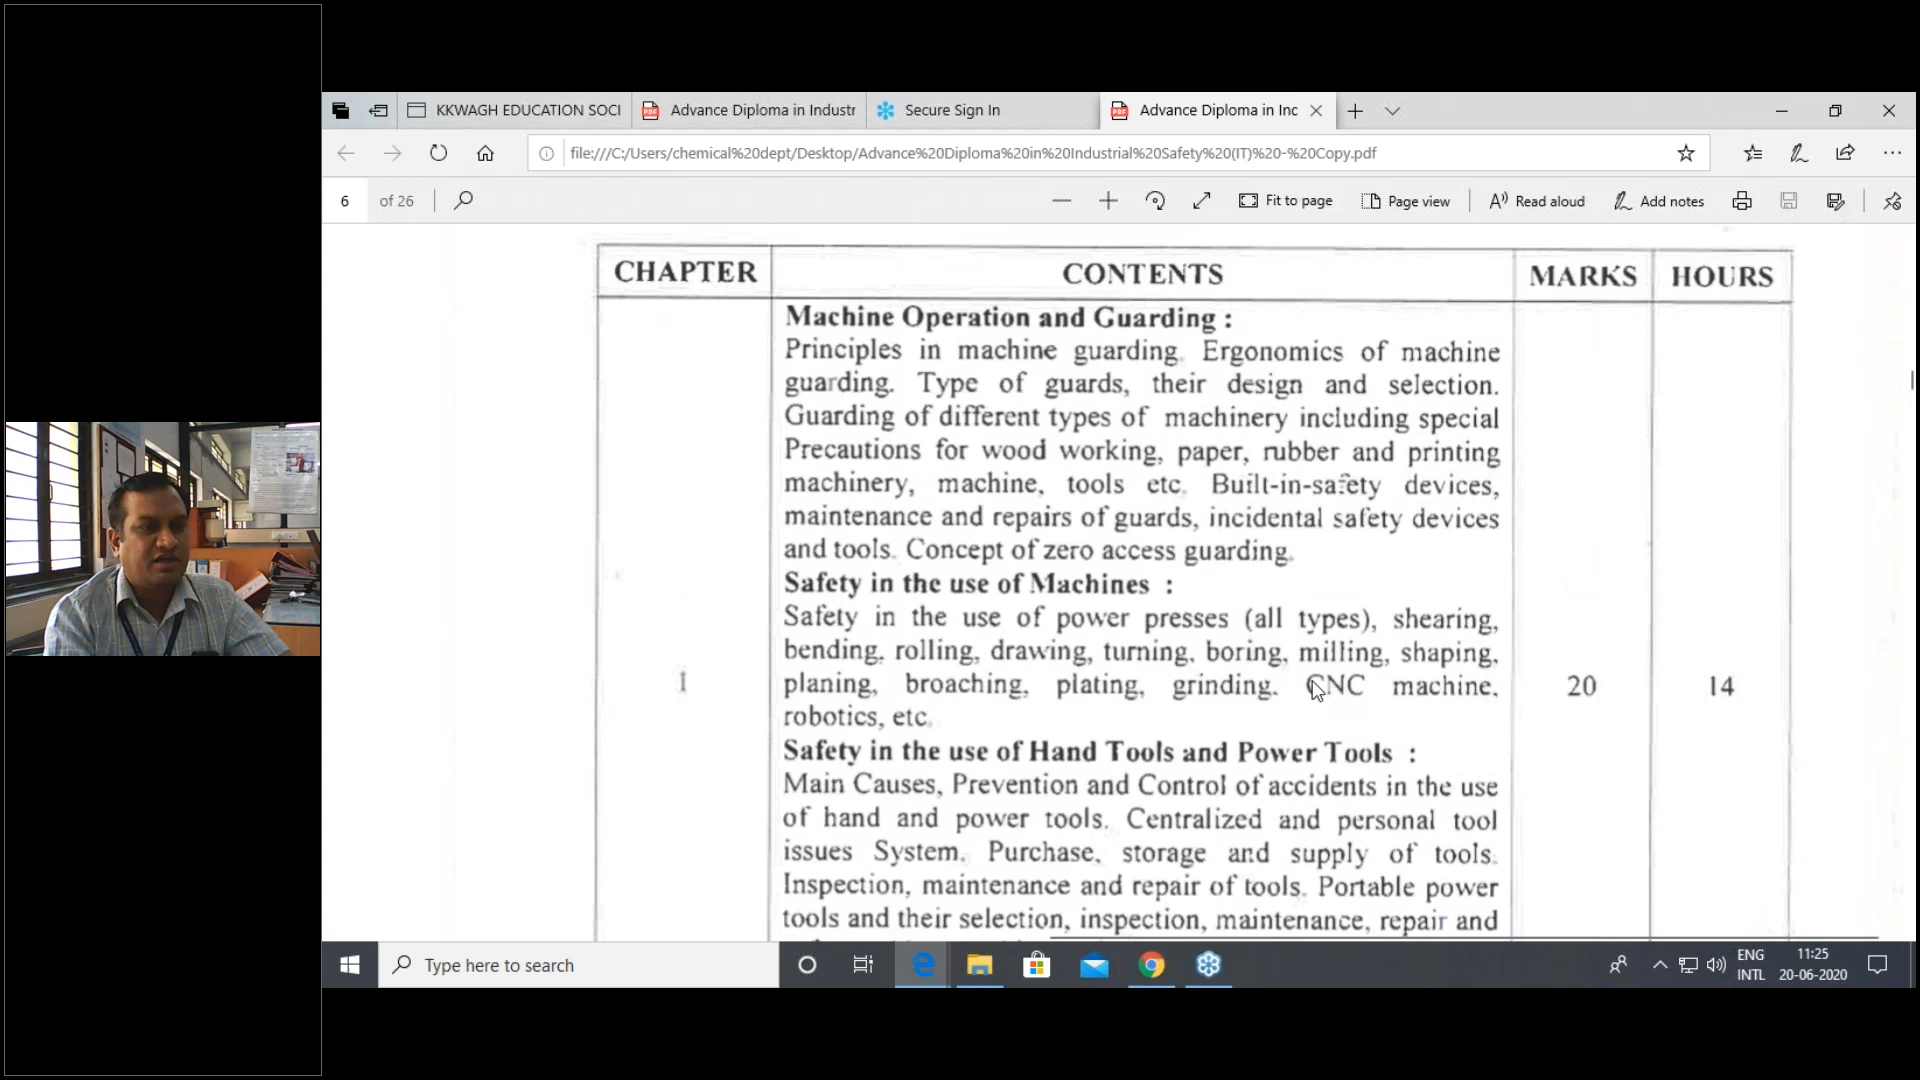 KKWAGH EDUCATION SOCI
Advance Diploma in Industr
Secure Sign In
Advance Diploma in Inc
file:///C:/Users/chemical%20dept/Desktop/Advance%20Diploma%20in%20Industrial%20Safety%20(IT)%20-%20Copy.pdf
6 of 26
Fit to page
Page view
Read aloud
Add notes
CHAPTER CONTENTS MARKS HOURS
Machine Operation and Guarding :
Principles in machine guarding. Ergonomics of machine
guarding. Type of guards, their design and selection.
Guarding of different types of machinery including special
Precautions for wood working, paper, rubber and printing
machinery, machine, tools etc. Built-in-safety devices,
maintenance and repairs of guards, incidental safety devices
and tools. Concept of zero access guarding.
Safety in the use of Machines :
Safety in the use of power presses (all types), shearing,
bending, rolling, drawing, turning, boring, milling, shaping,
I planing, broaching, plating, grinding. CNC machine, 20 14
robotics, etc.
Safety in the use of Hand Tools and Power Tools :
Main Causes, Prevention and Control of accidents in the use
of hand and power tools. Centralized and personal tool
issues System. Purchase, storage and supply of tools.
Inspection, maintenance and repair of tools. Portable power
tools and their selection, inspection, maintenance, repair and
Type here to search
ENG
INTL
11:25
20-06-2020